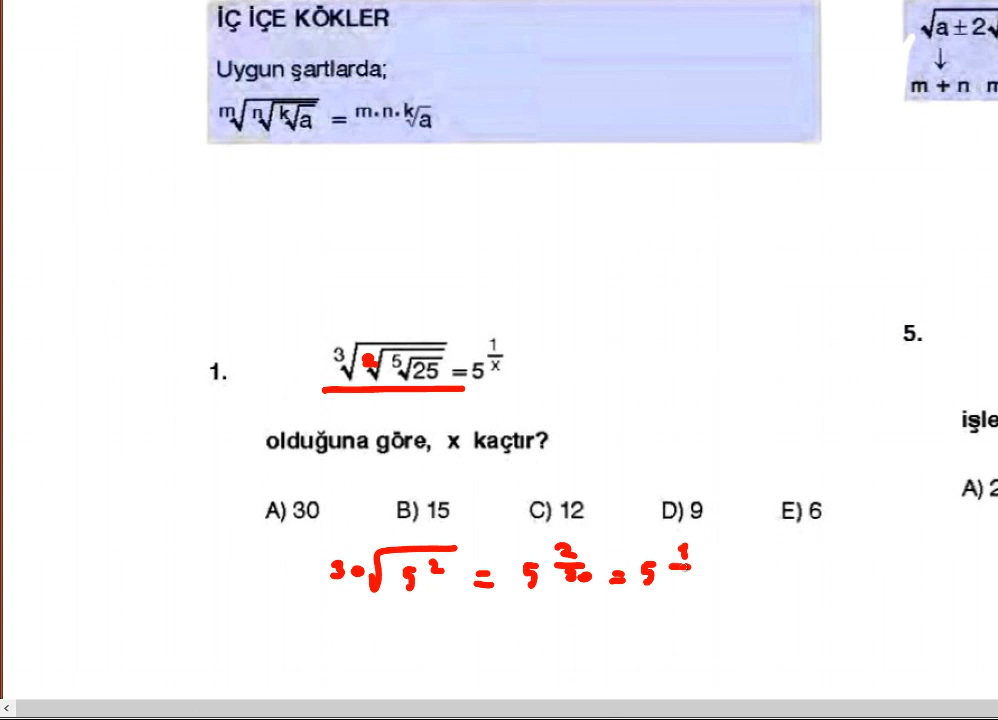 İÇ İÇE KÖKLER
Uygun şartlarda;
ᵐ√(ⁿ√(ᵏ√a)) = ᵐ·ⁿ·ᵏ√a
√a ± 2√
↓
m + n
1. ³√(²√(⁵√25)) = 5^(1/x)
olduğuna göre, x kaçtır?
A) 30 B) 15 C) 12 D) 9 E) 6
³⁰√(5²) = 5^(2/30) = 5^(1/
5.
işle
A) 2